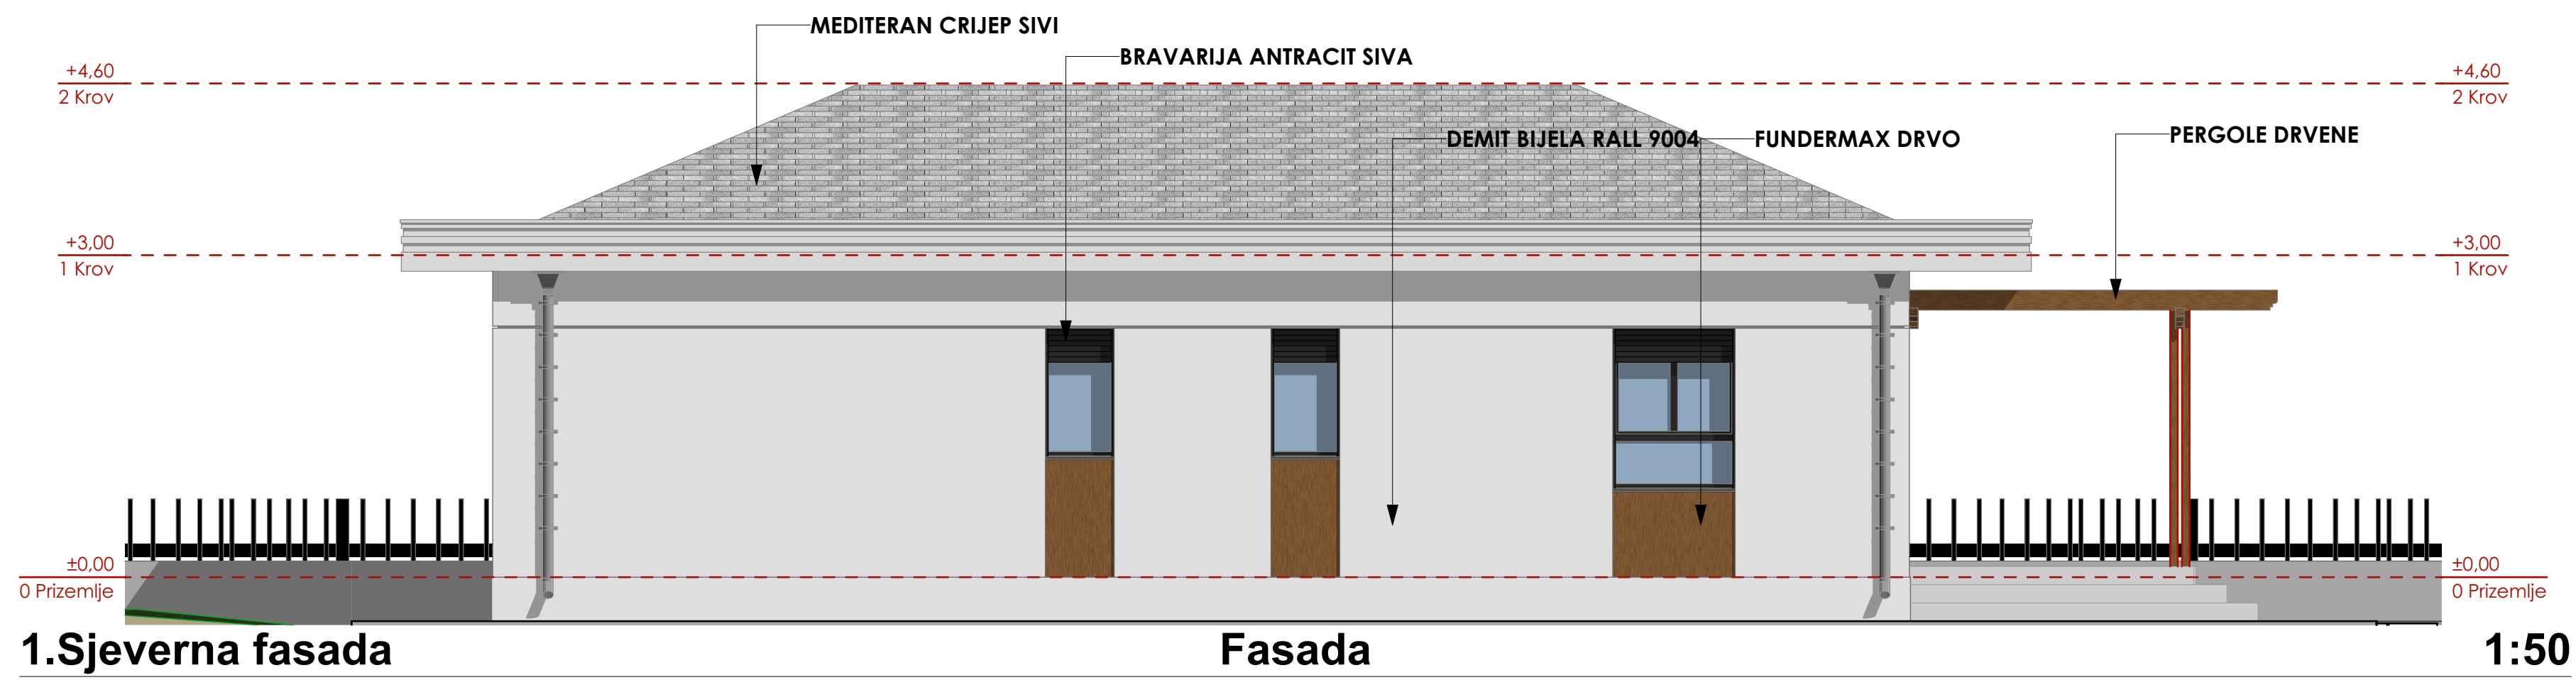 MEDITERAN CRIJEP SIVI
BRAVARIJA ANTRACIT SIVA
+4,60
2 Krov
+4,60
2 Krov
DEMIT BIJELA RALL 9004
FUNDERMAX DRVO
PERGOLE DRVENE
+3,00
1 Krov
+3,00
1 Krov
±0,00
0 Prizemlje
±0,00
0 Prizemlje
1.Sjeverna fasada
Fasada
1:50